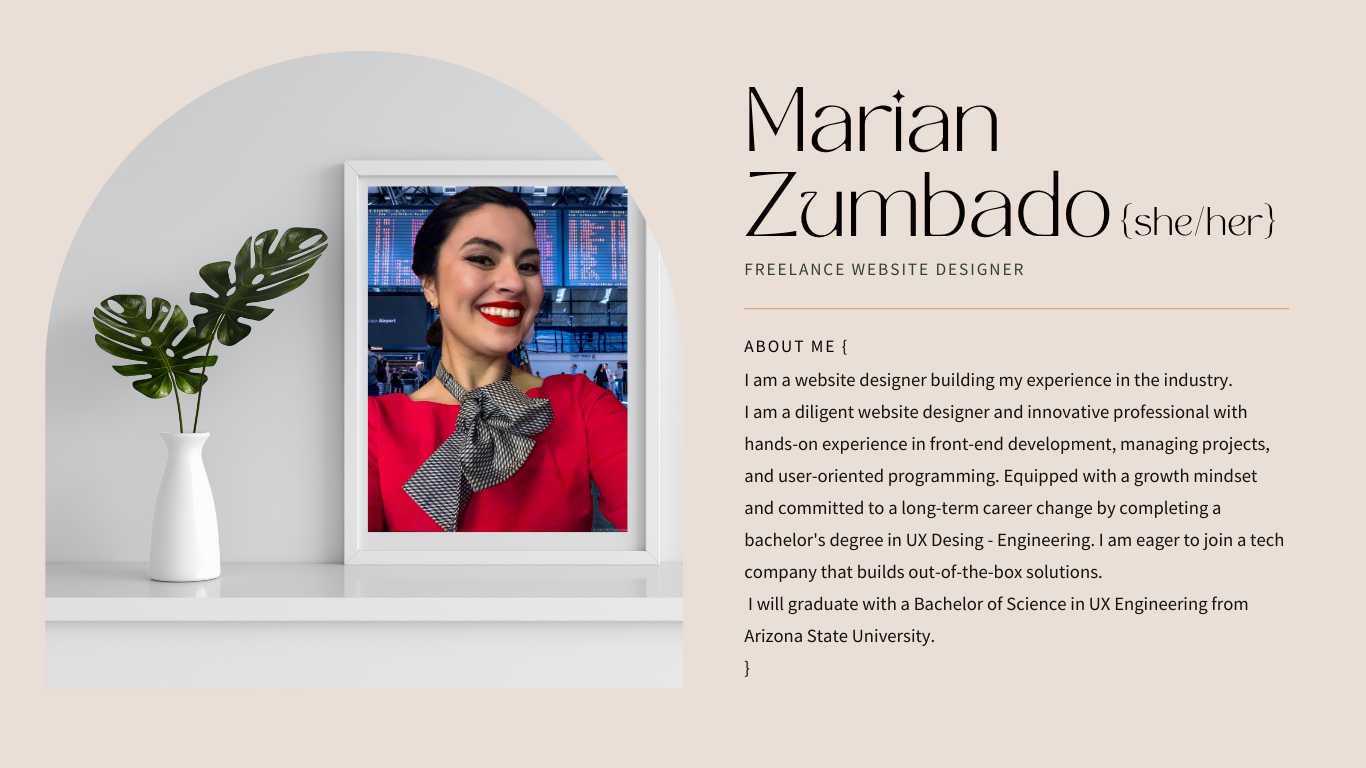 Marian
Zumbado {she/her}
FREELANCE WEBSITE DESIGNER
ABOUT ME {
I am a website designer building my experience in the industry.
I am a diligent website designer and innovative professional with
hands-on experience in front-end development, managing projects,
and user-oriented programming. Equipped with a growth mindset
and committed to a long-term career change by completing a
bachelor's degree in UX Desing - Engineering. I am eager to join a tech
company that builds out-of-the-box solutions.
I will graduate with a Bachelor of Science in UX Engineering from
Arizona State University.
}
Airport